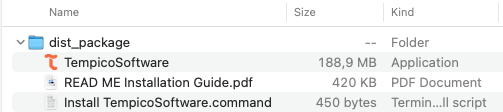 Name Size Kind
dist_package -- Folder
TempicoSoftware 188,9 MB Application
READ ME Installation Guide.pdf 420 KB PDF Document
Install TempicoSoftware.command 450 bytes Termin...ll script